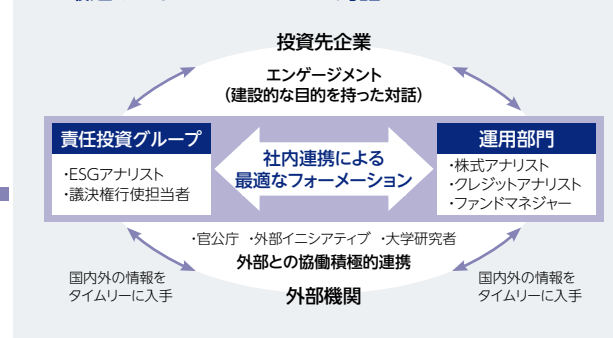 投資先企業
エンゲージメント
（建設的な目的を持った対話）
責任投資グループ
・ESGアナリスト
・議決権行使担当者
社内連携による
最適なフォーメーション
運用部門
・株式アナリスト
・クレジットアナリスト
・ファンドマネジャー
・官公庁 ・外部イニシアティブ ・大学研究者
外部との協働積極的連携
外部機関
国内外の情報を
タイムリーに入手
国内外の情報を
タイムリーに入手